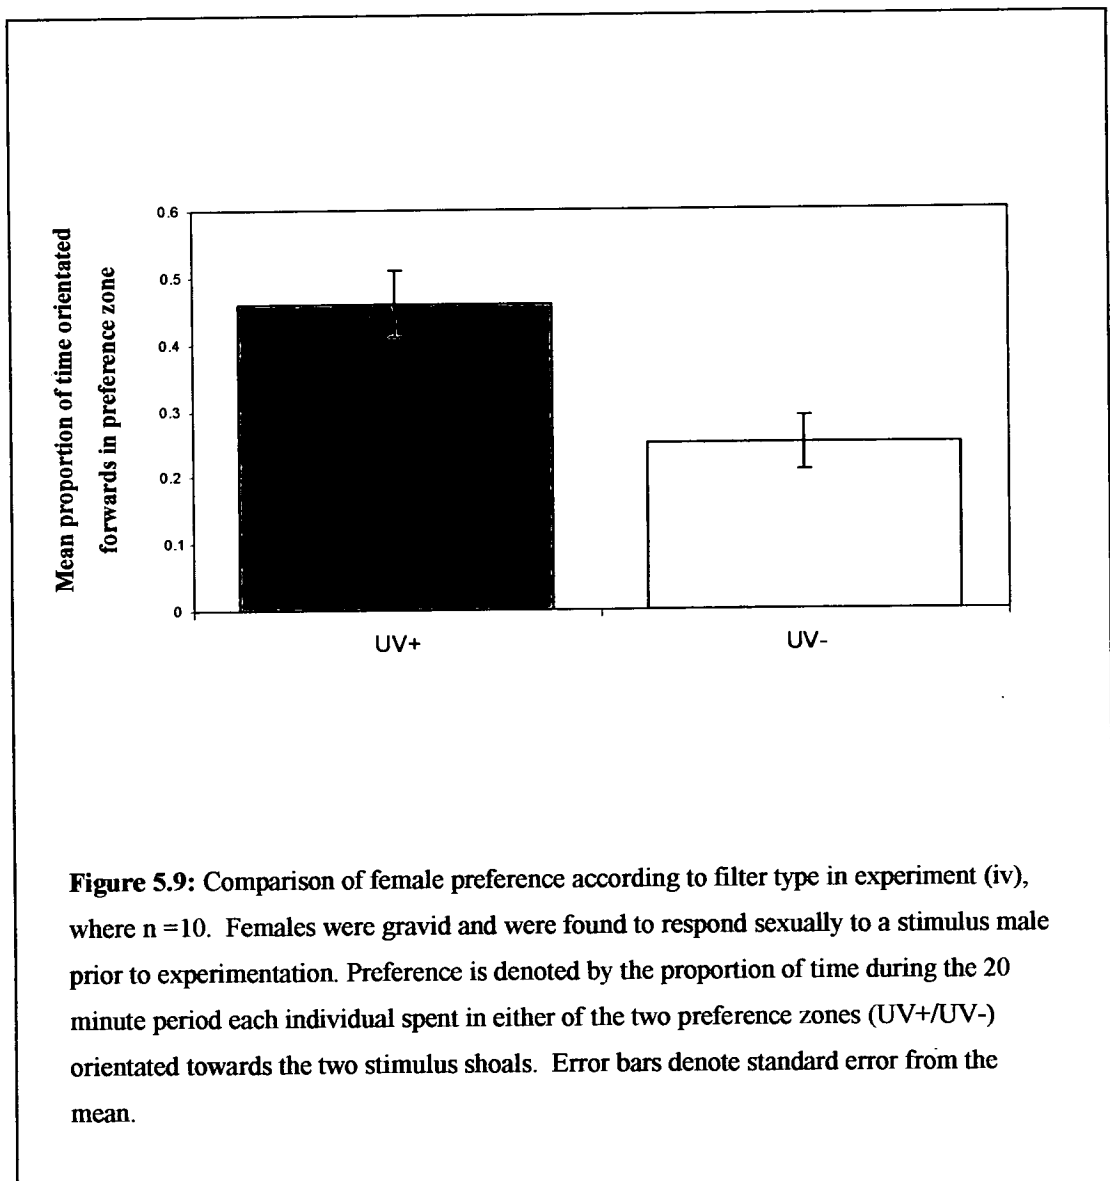 Mean proportion of time orientated
forwards in preference zone
0.6
0.5
0.4
0.3
0.2
0.1
0
UV+
UV-
Figure 5.9: Comparison of female preference according to filter type in experiment (iv),
where n =10. Females were gravid and were found to respond sexually to a stimulus male
prior to experimentation. Preference is denoted by the proportion of time during the 20
minute period each individual spent in either of the two preference zones (UV+/UV-)
orientated towards the two stimulus shoals. Error bars denote standard error from the
mean.